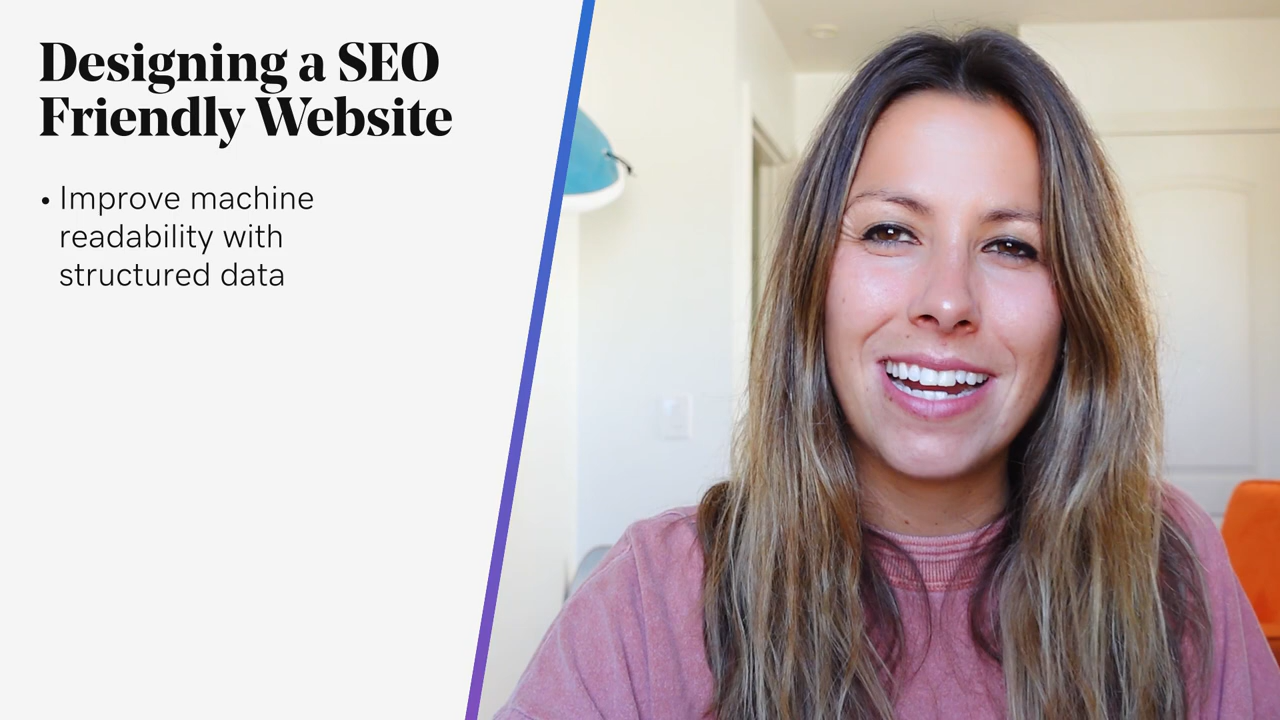 Designing a SEO
Friendly Website
• Improve machine
readability with
structured data